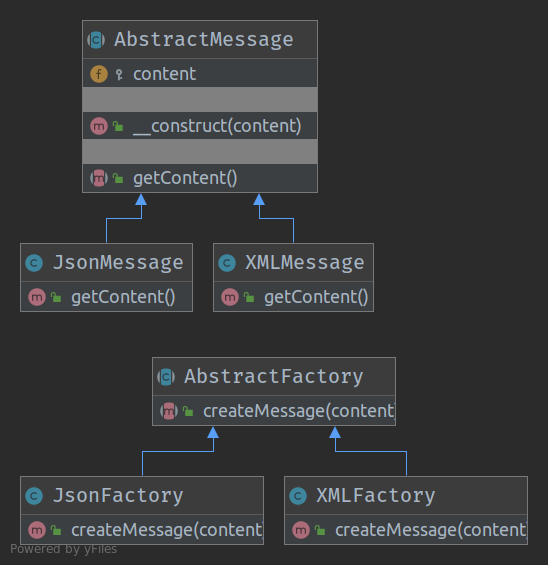 AbstractMessage
content
__construct(content)
getContent()
JsonMessage
getContent()
XMLMessage
getContent()
AbstractFactory
createMessage(content
JsonFactory
createMessage(content
XMLFactory
createMessage(content
Powered by yFiles